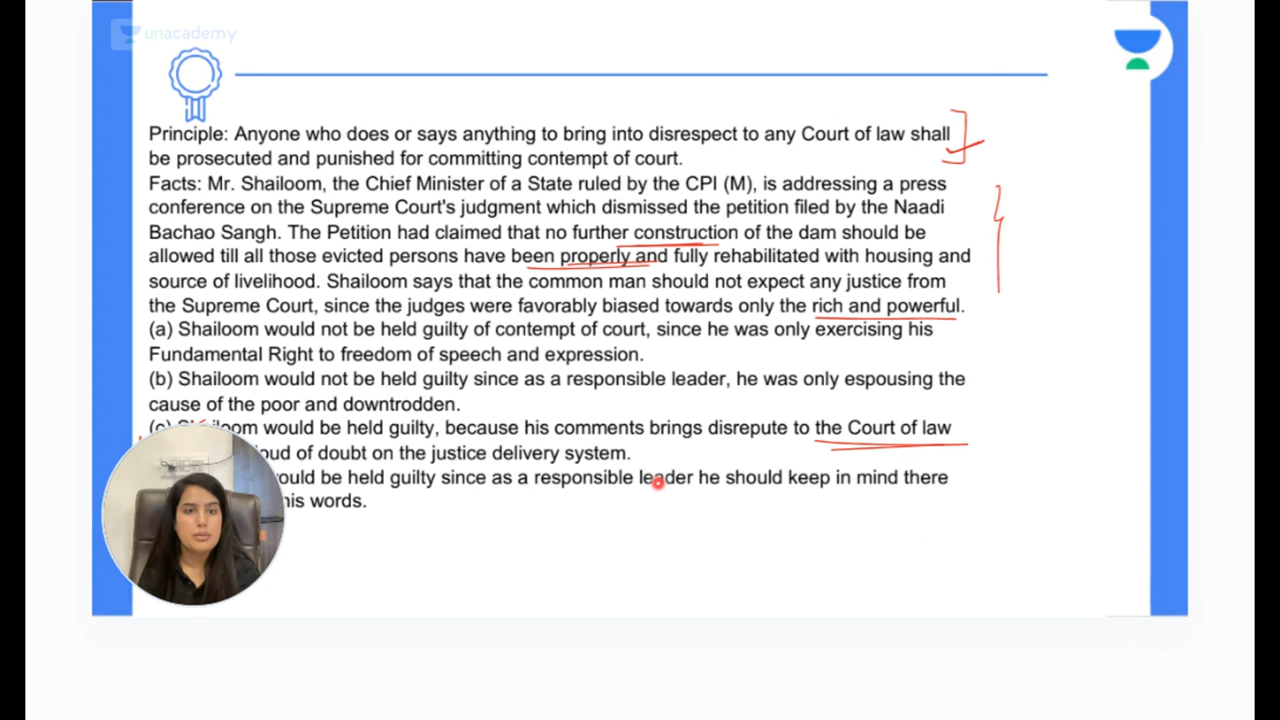 unacademy
Principle: Anyone who does or says anything to bring into disrespect to any Court of law shall
be prosecuted and punished for committing contempt of court.
Facts: Mr. Shailoom, the Chief Minister of a State ruled by the CPI (M), is addressing a press
conference on the Supreme Court's judgment which dismissed the petition filed by the Naadi
Bachao Sangh. The Petition had claimed that no further construction of the dam should be
allowed till all those evicted persons have been properly and fully rehabilitated with housing and
source of livelihood. Shailoom says that the common man should not expect any justice from
the Supreme Court, since the judges were favorably biased towards only the rich and powerful.
(a) Shailoom would not be held guilty of contempt of court, since he was only exercising his
Fundamental Right to freedom of speech and expression.
(b) Shailoom would not be held guilty since as a responsible leader, he was only espousing the
cause of the poor and downtrodden.
(c) Shailoom would be held guilty, because his comments brings disrepute to the Court of law
of doubt on the justice delivery system.
would be held guilty since as a responsible leader he should keep in mind there
his words.